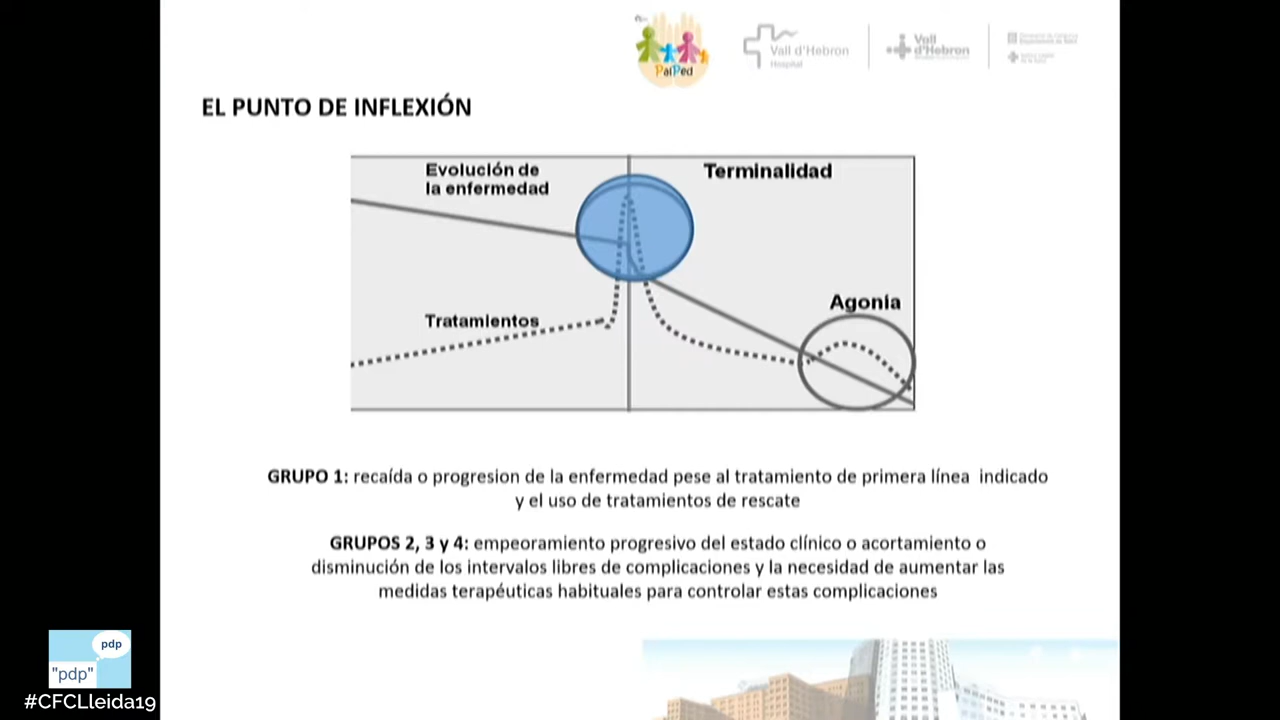 PalPed
Vall d'Hebron
Hospital
Vall
d'Hebron
EL PUNTO DE INFLEXIÓN
Evolución de
la enfermedad
Terminalidad
Agonía
Tratamientos
GRUPO 1: recaída o progresion de la enfermedad pese al tratamiento de primera línea indicado
y el uso de tratamientos de rescate
GRUPOS 2, 3 y 4: empeoramiento progresivo del estado clínico o acortamiento o
disminución de los intervalos libres de complicaciones y la necesidad de aumentar las
medidas terapéuticas habituales para controlar estas complicaciones
pdp
"pdp"
#CFCLleida19